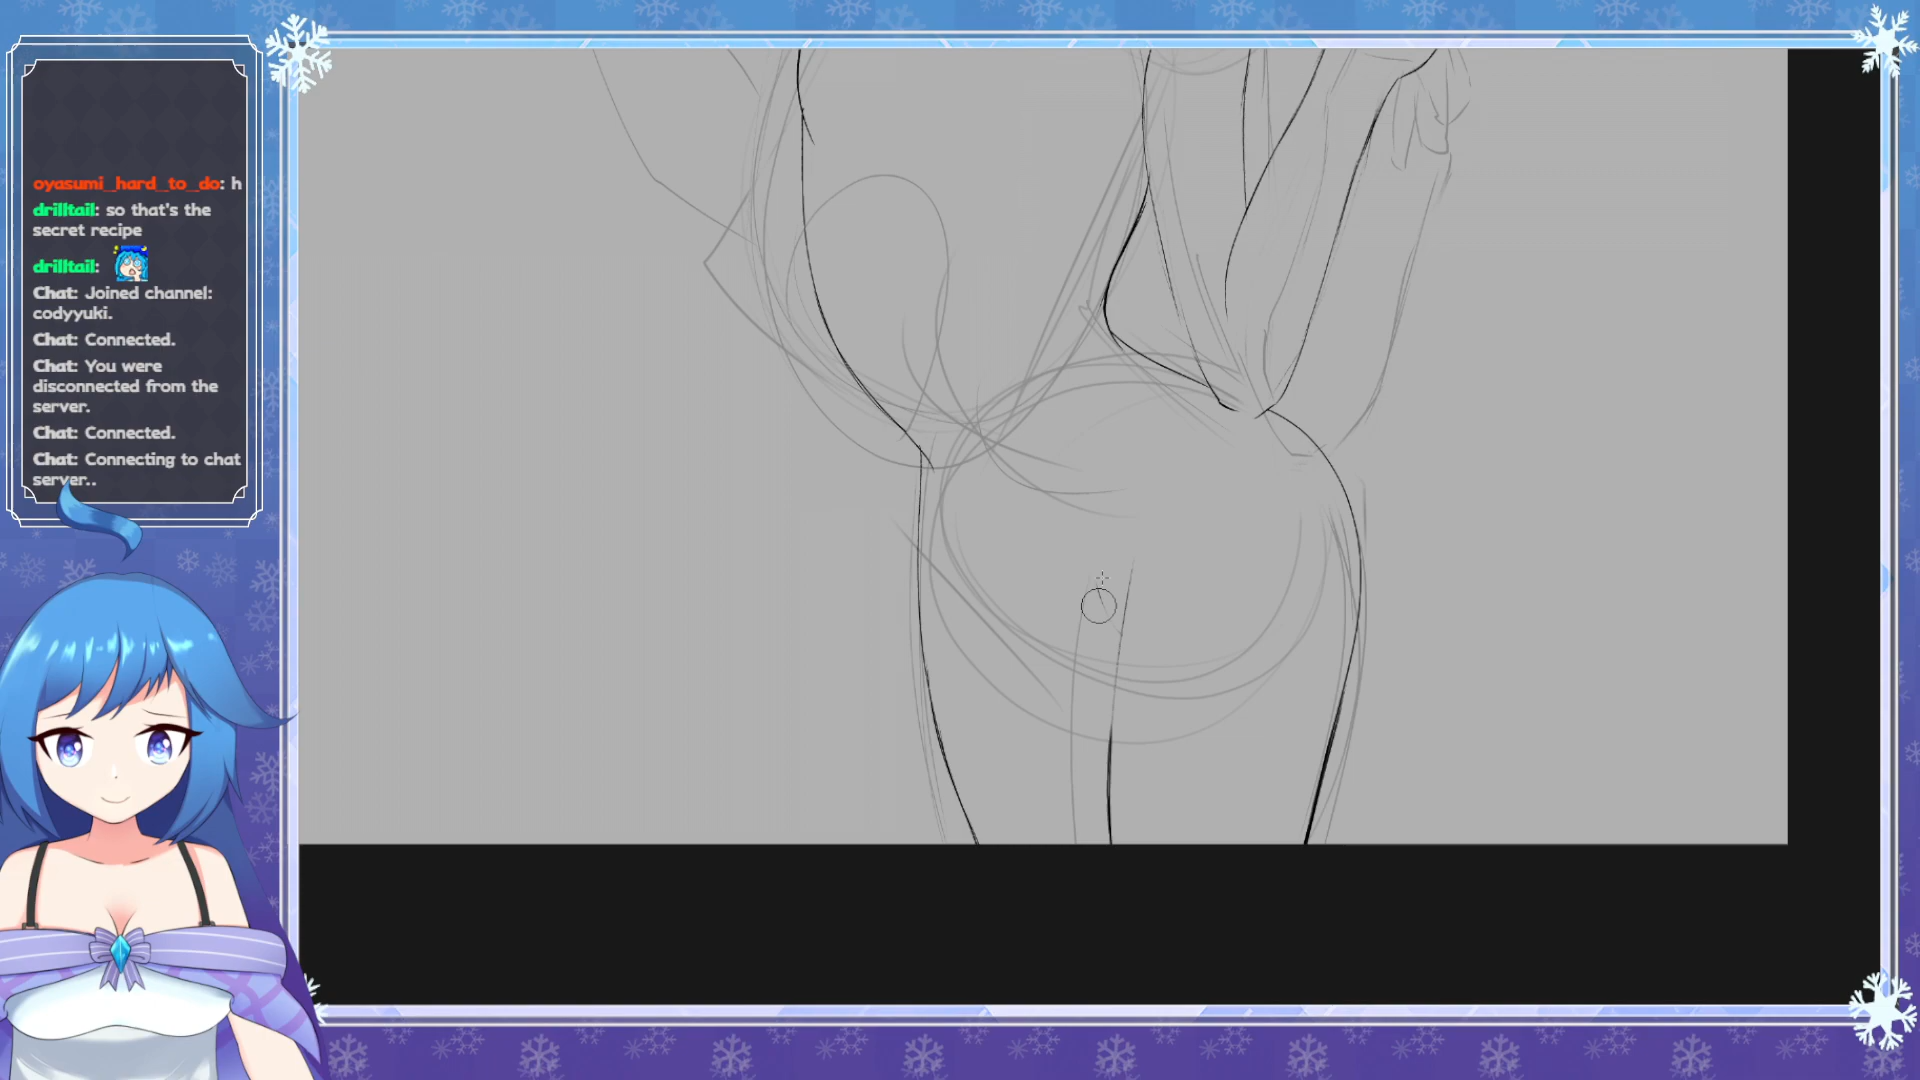 oyasumi_hard_to_do: h
drilltail: so that's the
secret recipe
drilltail:
Chat: Joined channel:
codyyuki.
Chat: Connected.
Chat: You were
disconnected from the
server.
Chat: Connected.
Chat: Connecting to chat
server..